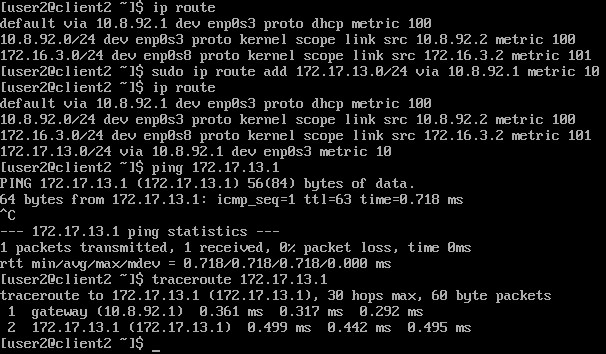 [user2@client2 ~]$ ip route
default via 10.8.92.1 dev enp0s3 proto dhcp metric 100
10.8.92.0/24 dev enp0s3 proto kernel scope link src 10.8.92.2 metric 100
172.16.3.0/24 dev enp0s8 proto kernel scope link src 172.16.3.2 metric 101
[user2@client2 ~]$ sudo ip route add 172.17.13.0/24 via 10.8.92.1 metric 10
[user2@client2 ~]$ ip route
default via 10.8.92.1 dev enp0s3 proto dhcp metric 100
10.8.92.0/24 dev enp0s3 proto kernel scope link src 10.8.92.2 metric 100
172.16.3.0/24 dev enp0s8 proto kernel scope link src 172.16.3.2 metric 101
172.17.13.0/24 via 10.8.92.1 dev enp0s3 metric 10
[user2@client2 ~]$ ping 172.17.13.1
PING 172.17.13.1 (172.17.13.1) 56(84) bytes of data.
64 bytes from 172.17.13.1: icmp_seq=1 ttl=63 time=0.718 ms
^C
--- 172.17.13.1 ping statistics ---
1 packets transmitted, 1 received, 0% packet loss, time 0ms
rtt min/avg/max/mdev = 0.718/0.718/0.718/0.000 ms
[user2@client2 ~]$ traceroute 172.17.13.1
traceroute to 172.17.13.1 (172.17.13.1), 30 hops max, 60 byte packets
 1  gateway (10.8.92.1)  0.361 ms  0.317 ms  0.292 ms
 2  172.17.13.1 (172.17.13.1)  0.499 ms  0.442 ms  0.495 ms
[user2@client2 ~]$ _